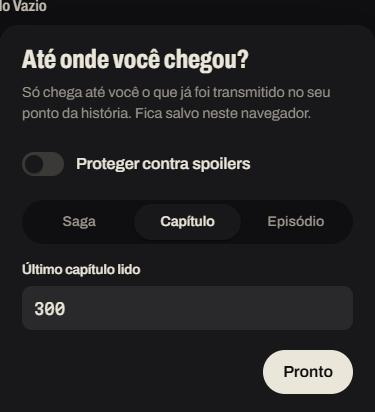 lo Vazio
Até onde você chegou?
Só chega até você o que já foi transmitido no seu
ponto da história. Fica salvo neste navegador.
Proteger contra spoilers
Saga
Capítulo
Episódio
Último capítulo lido
300
Pronto